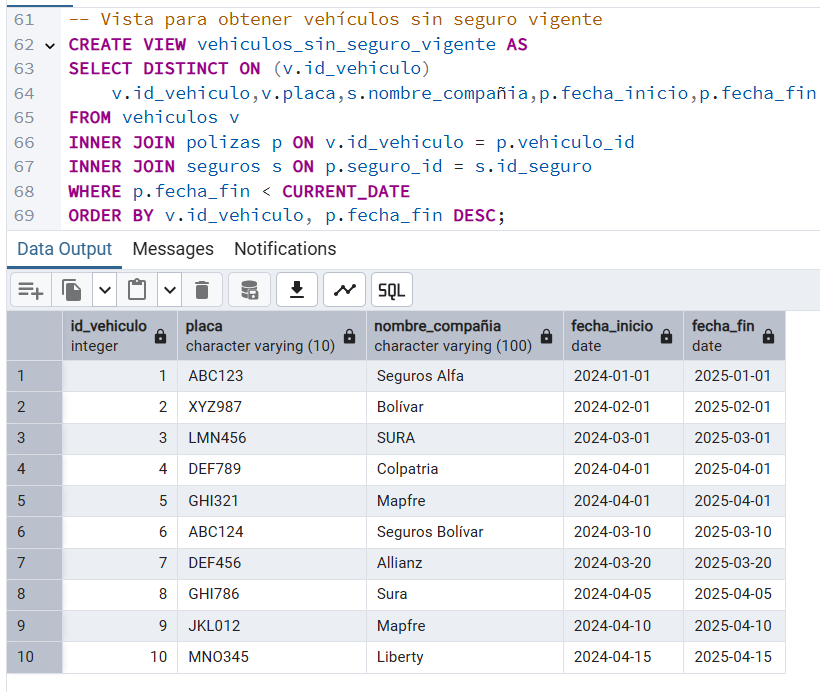 61 -- Vista para obtener vehículos sin seguro vigente
62 CREATE VIEW vehiculos_sin_seguro_vigente AS
63 SELECT DISTINCT ON (v.id_vehiculo)
64 v.id_vehiculo,v.placa,s.nombre_compañia,p.fecha_inicio,p.fecha_fin
65 FROM vehiculos v
66 INNER JOIN polizas p ON v.id_vehiculo = p.vehiculo_id
67 INNER JOIN seguros s ON p.seguro_id = s.id_seguro
68 WHERE p.fecha_fin < CURRENT_DATE
69 ORDER BY v.id_vehiculo, p.fecha_fin DESC;
Data Output Messages Notifications
SQL
id_vehiculo placa nombre_compañia fecha_inicio fecha_fin
integer character varying (10) character varying (100) date date
1 1 ABC123 Seguros Alfa 2024-01-01 2025-01-01
2 2 XYZ987 Bolívar 2024-02-01 2025-02-01
3 3 LMN456 SURA 2024-03-01 2025-03-01
4 4 DEF789 Colpatria 2024-04-01 2025-04-01
5 5 GHI321 Mapfre 2024-04-01 2025-04-01
6 6 ABC124 Seguros Bolívar 2024-03-10 2025-03-10
7 7 DEF456 Allianz 2024-03-20 2025-03-20
8 8 GHI786 Sura 2024-04-05 2025-04-05
9 9 JKL012 Mapfre 2024-04-10 2025-04-10
10 10 MNO345 Liberty 2024-04-15 2025-04-15